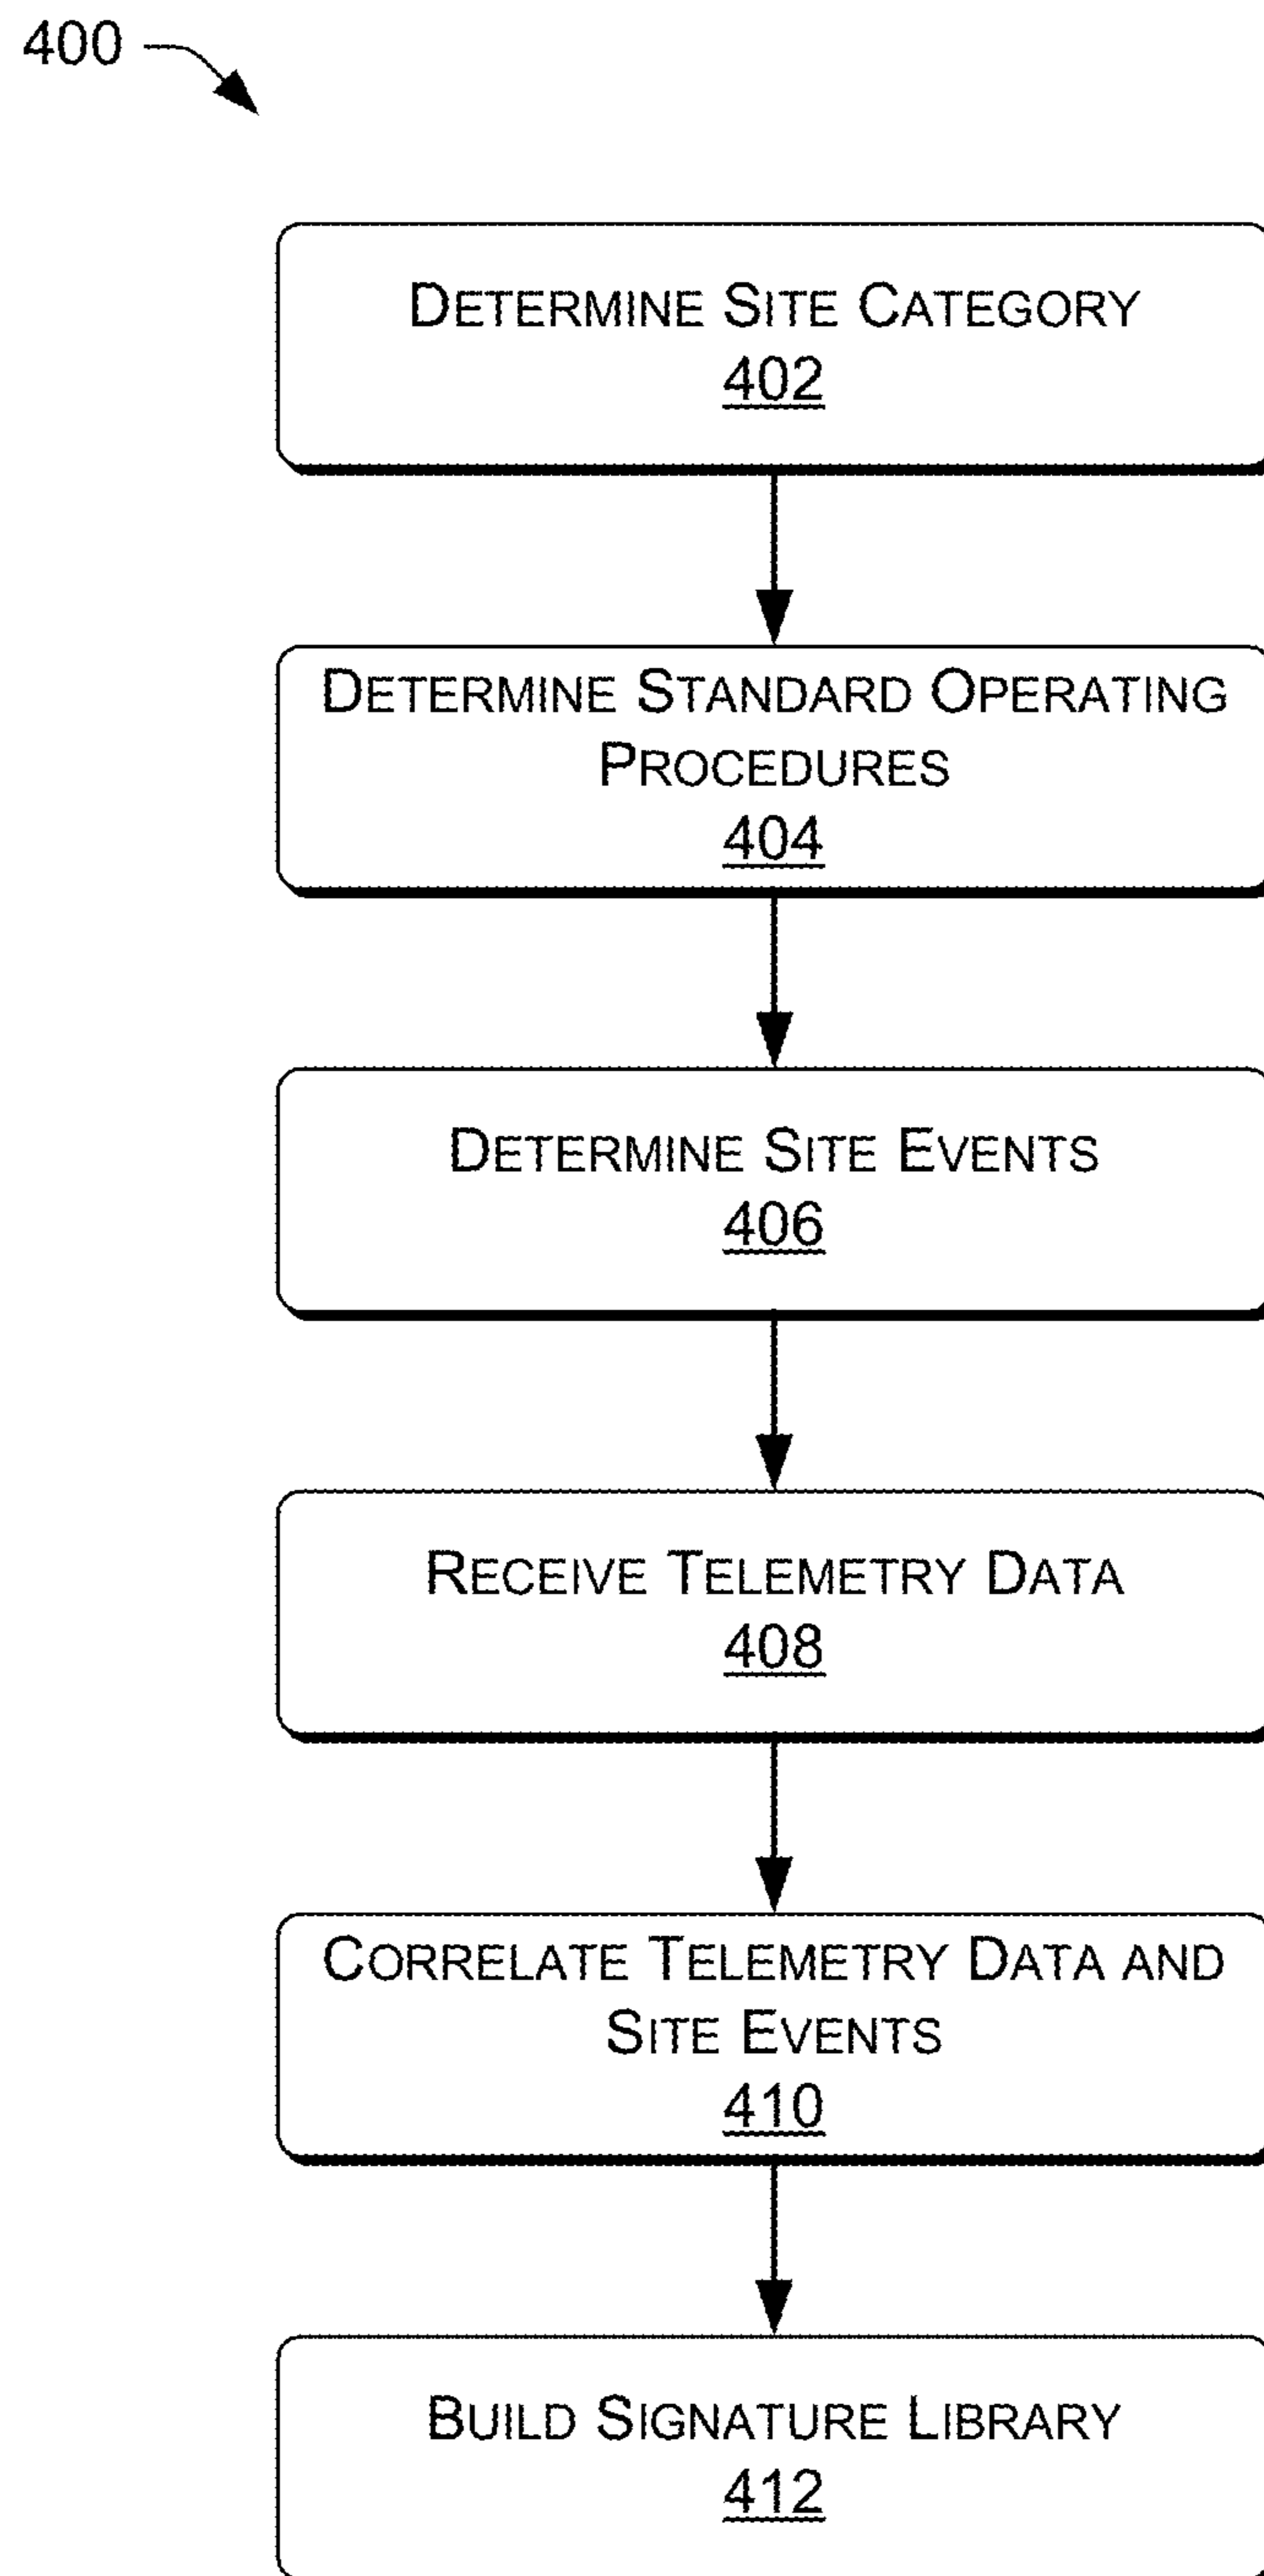 400
DETERMINE SITE CATEGORY
402
DETERMINE STANDARD OPERATING
PROCEDURES
404
DETERMINE SITE EVENTS
406
RECEIVE TELEMETRY DATA
408
CORRELATE TELEMETRY DATA AND
SITE EVENTS
410
BUILD SIGNATURE LIBRARY
412